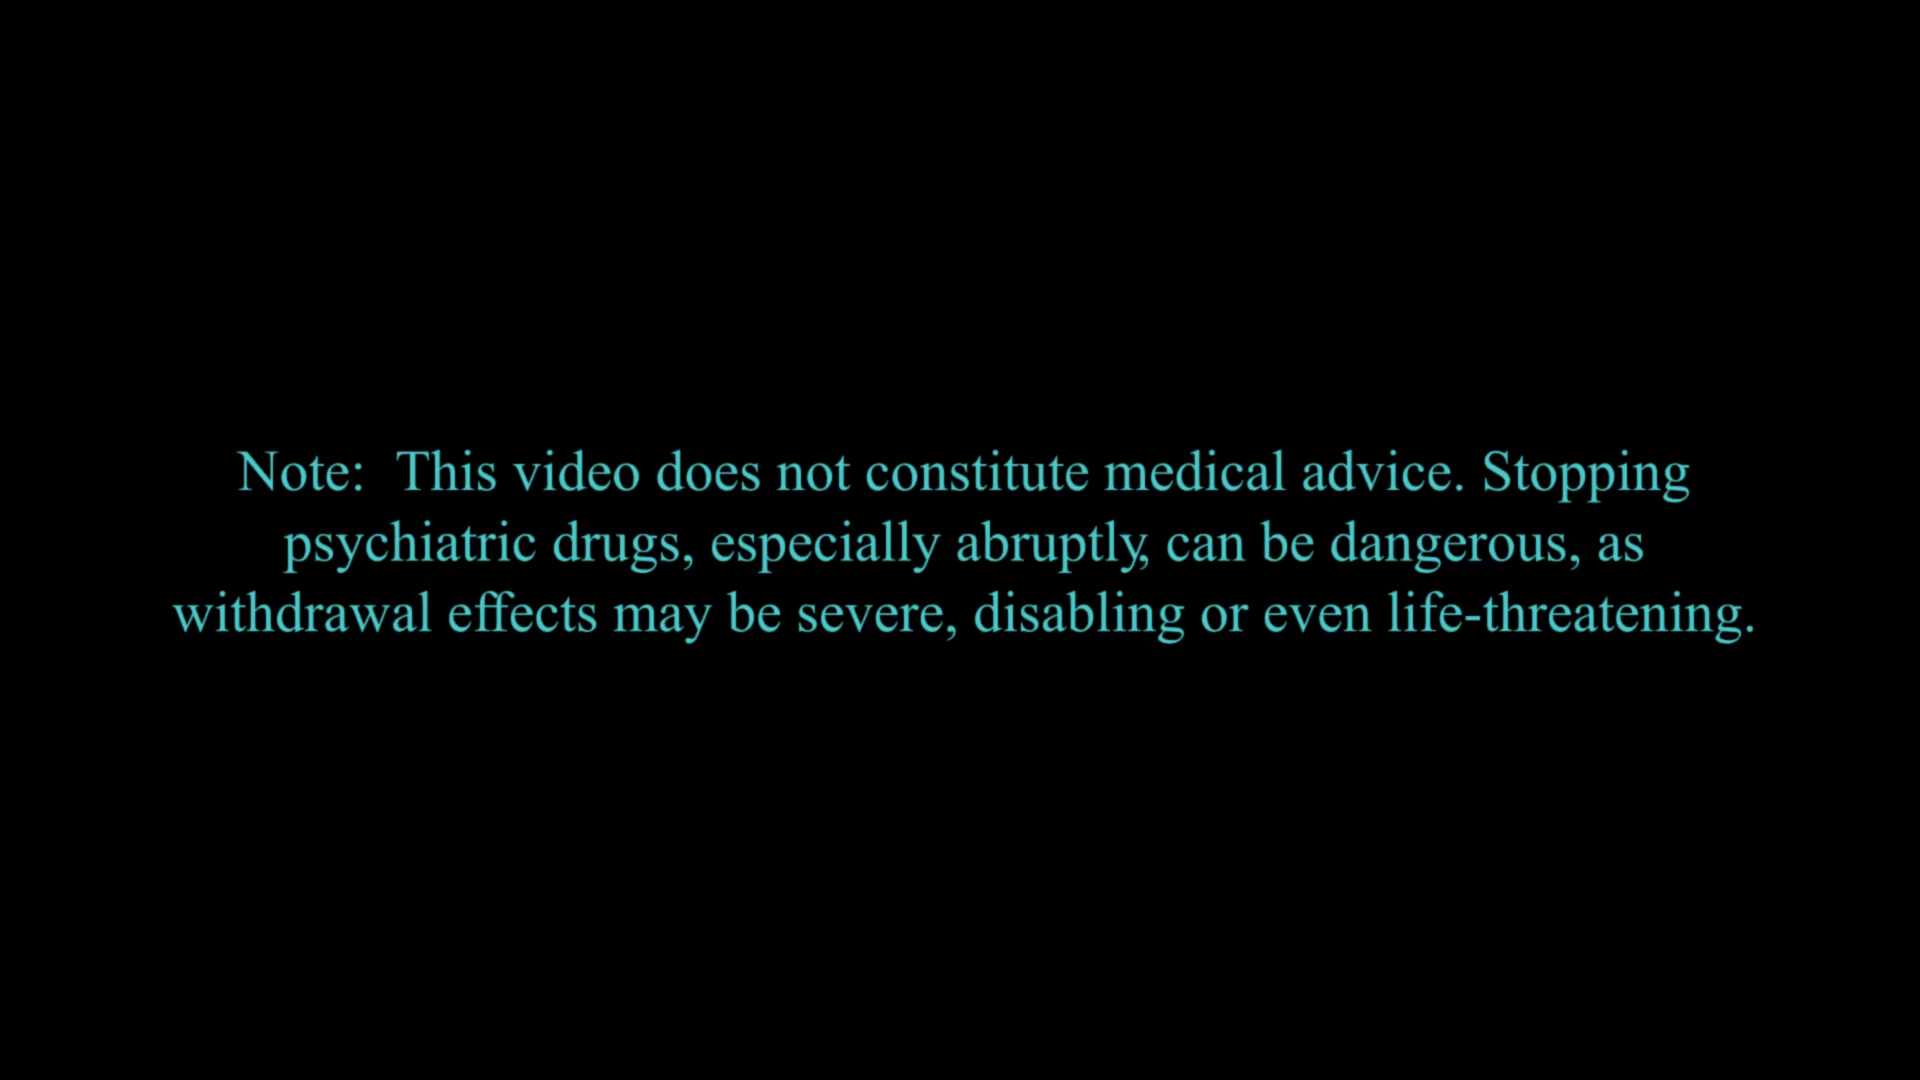 Note:  This video does not constitute medical advice. Stopping
psychiatric drugs, especially abruptly, can be dangerous, as
withdrawal effects may be severe, disabling or even life-threatening.